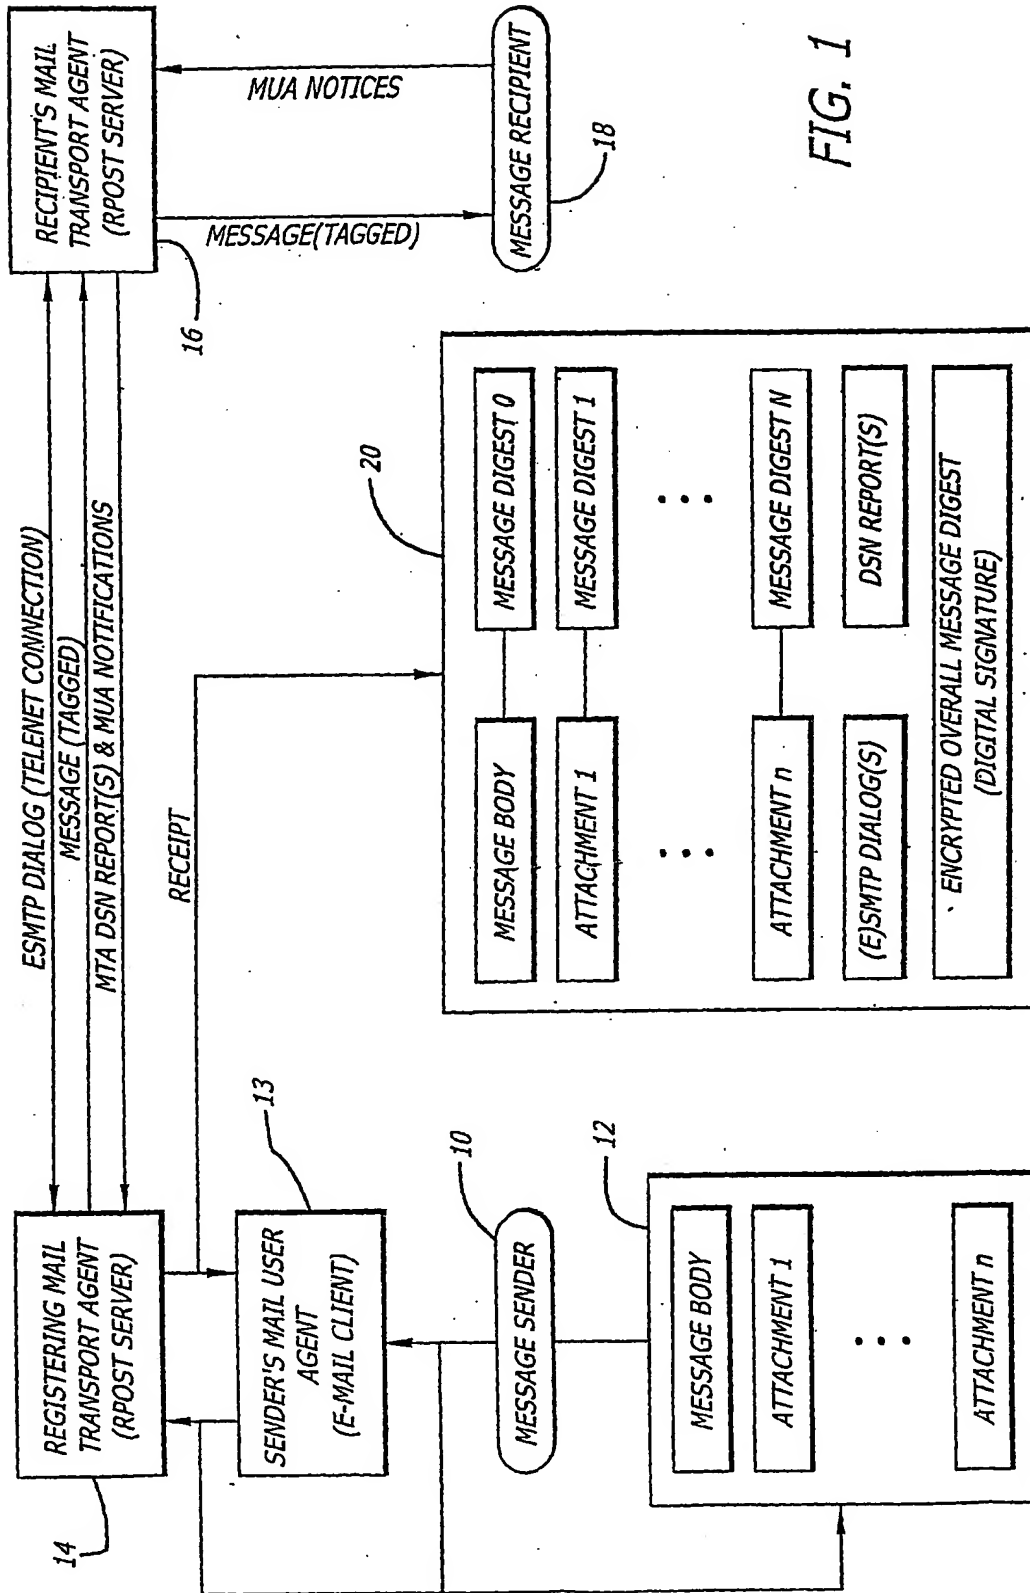 REGISTERING MAIL
TRANSPORT AGENT
(RPOST SERVER)
14
ESMTP DIALOG (TELENET CONNECTION)
MESSAGE (TAGGED)
MTA DSN REPORT(S) & MUA NOTIFICATIONS
RECIPIENT'S MAIL
TRANSPORT AGENT
(RPOST SERVER)
16
RECEIPT
SENDER'S MAIL USER
AGENT
(E-MAIL CLIENT)
13
MESSAGE(TAGGED)
MUA NOTICES
MESSAGE SENDER
10
MESSAGE RECIPIENT
18
12
MESSAGE BODY
ATTACHMENT 1
• • •
ATTACHMENT n
20
MESSAGE BODY
MESSAGE DIGEST 0
ATTACHMENT 1
MESSAGE DIGEST 1
• • •
• • •
ATTACHMENT n
MESSAGE DIGEST N
(E)SMTP DIALOG(S)
DSN REPORT(S)
ENCRYPTED OVERALL MESSAGE DIGEST
(DIGITAL SIGNATURE)
FIG. 1